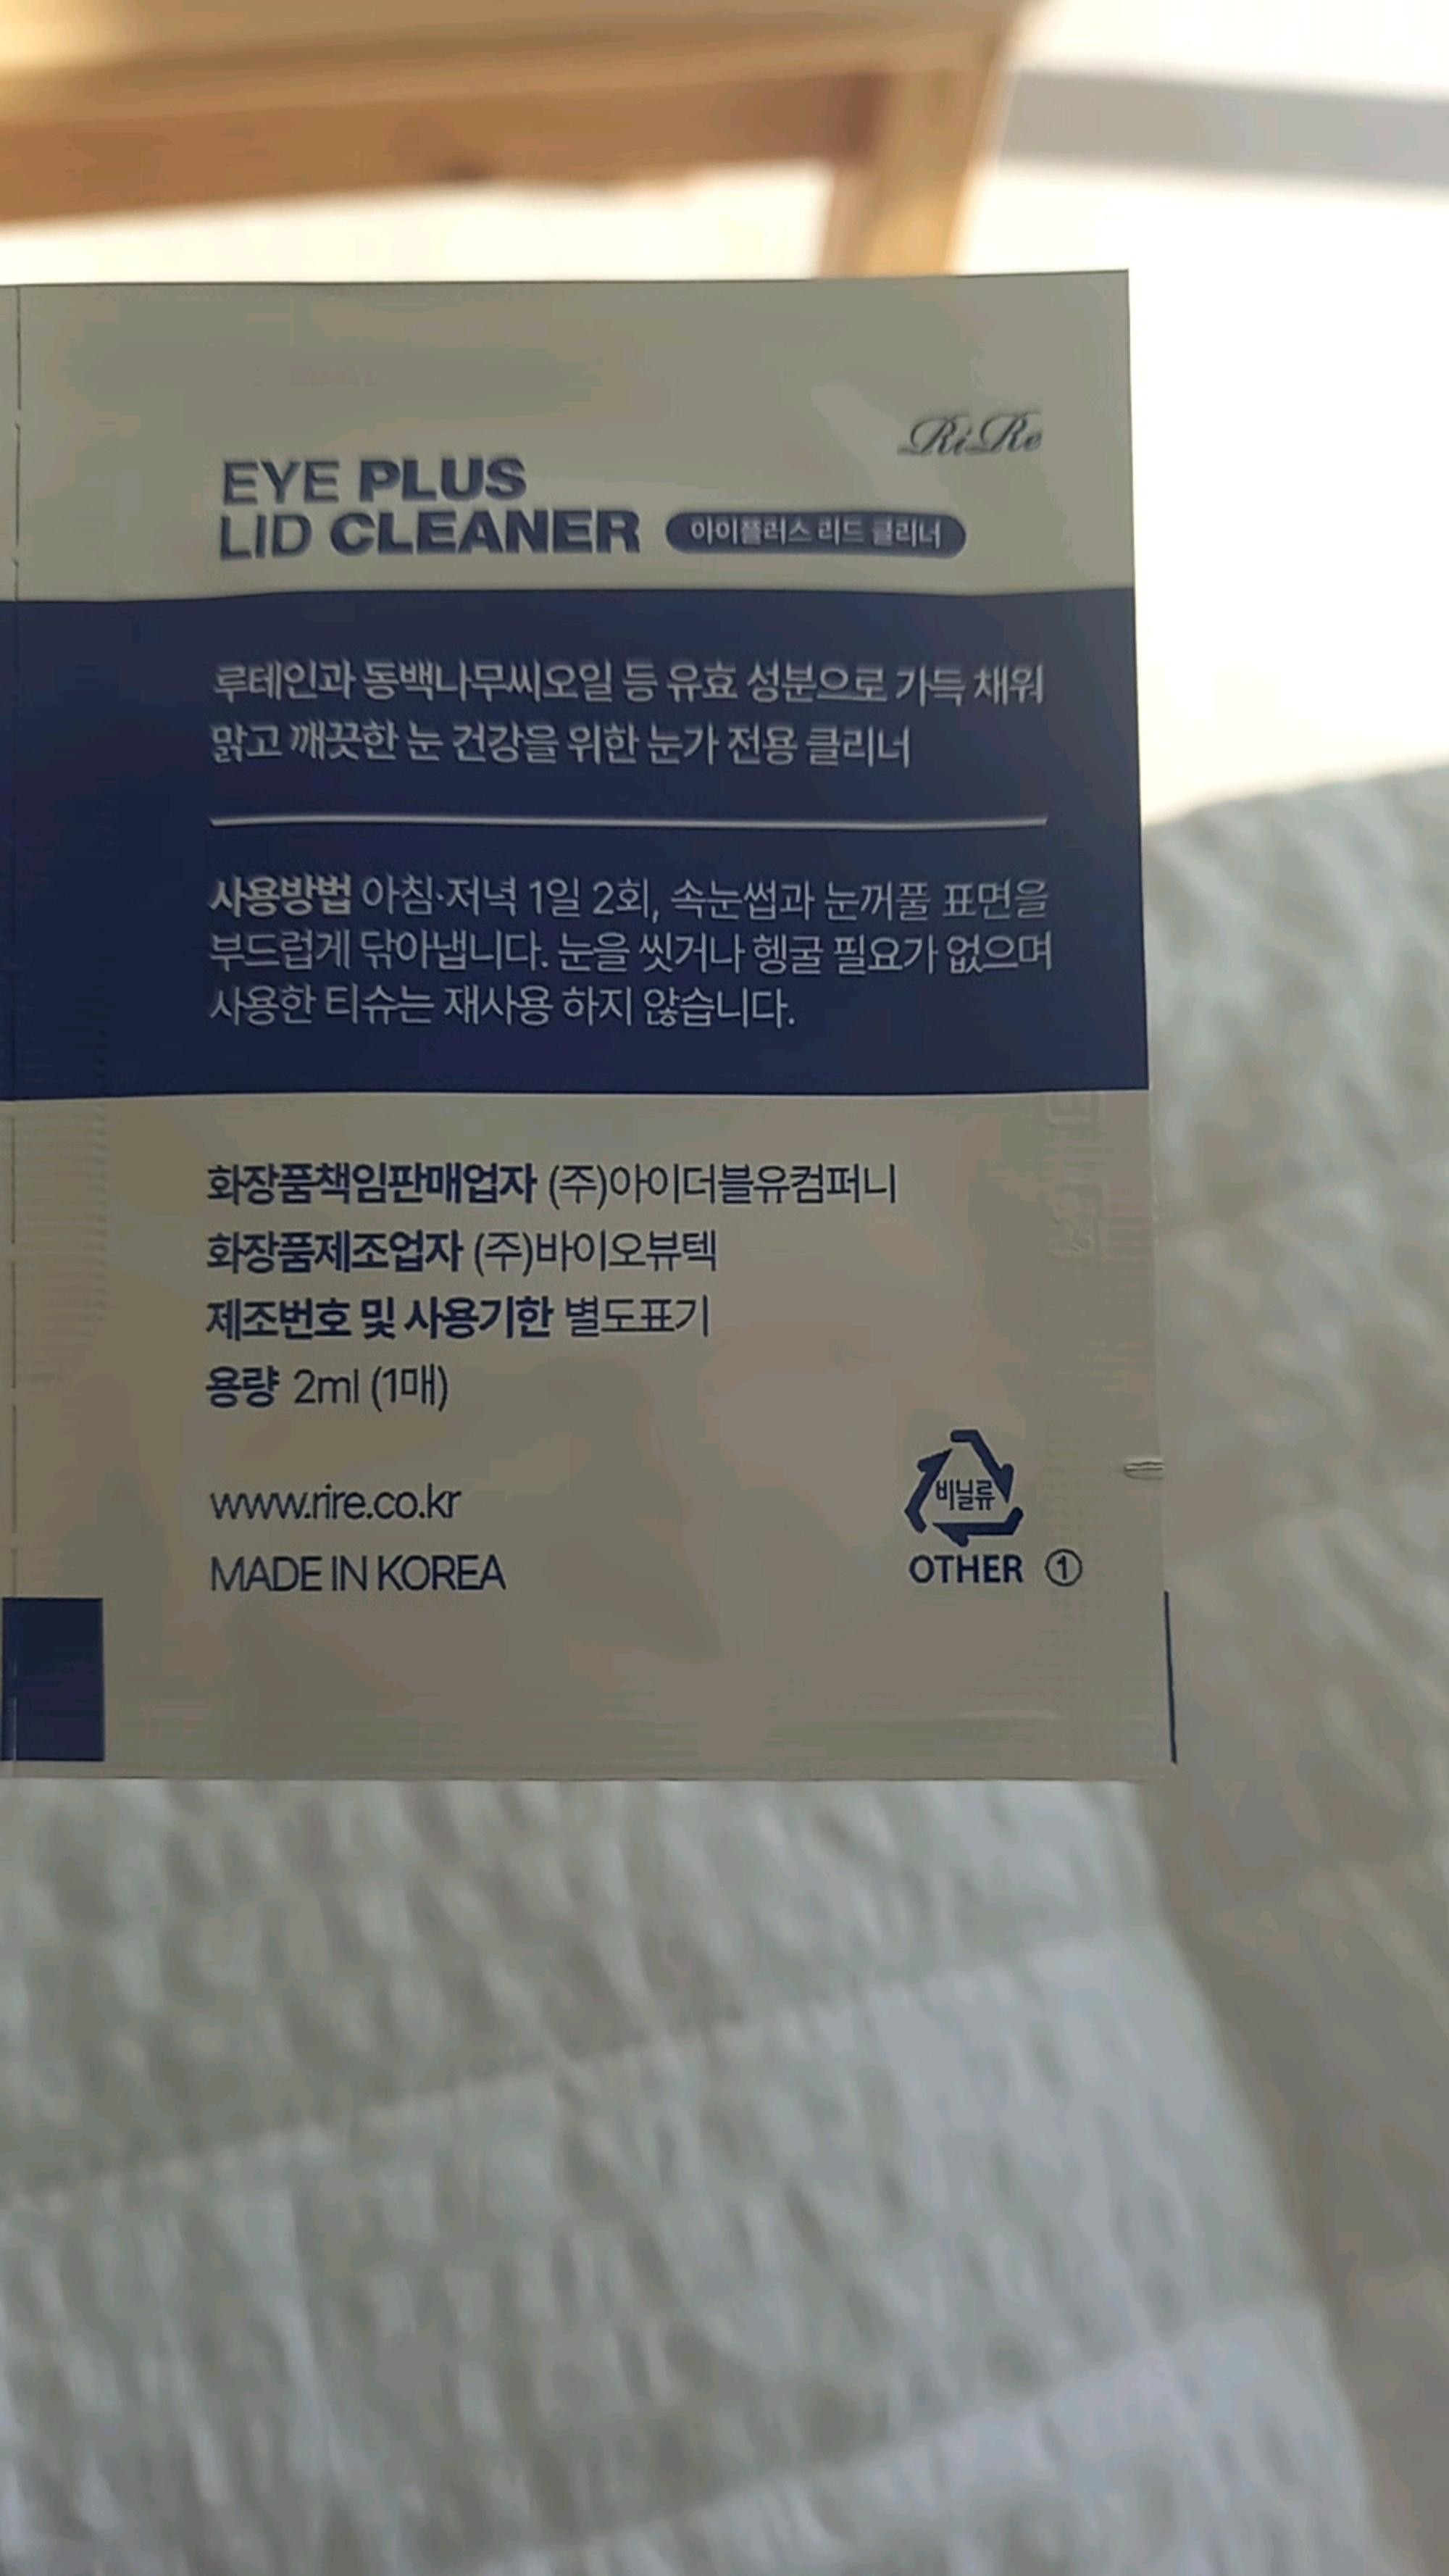 RiRe
EYE PLUS
LID CLEANER 아이플러스 리드 클리너
루테인과 동백나무씨오일 등 유효 성분으로 가득 채워
맑고 깨끗한 눈 건강을 위한 눈가 전용 클리너
사용방법 아침·저녁 1일 2회, 속눈썹과 눈꺼풀 표면을
부드럽게 닦아냅니다. 눈을 씻거나 헹굴 필요가 없으며
사용한 티슈는 재사용 하지 않습니다.
화장품책임판매업자 (주)아이더블유컴퍼니
화장품제조업자 (주)바이오뷰텍
제조번호 및 사용기한 별도표기
용량 2ml (1매)
www.rire.co.kr
MADE IN KOREA
비닐류
OTHER ①